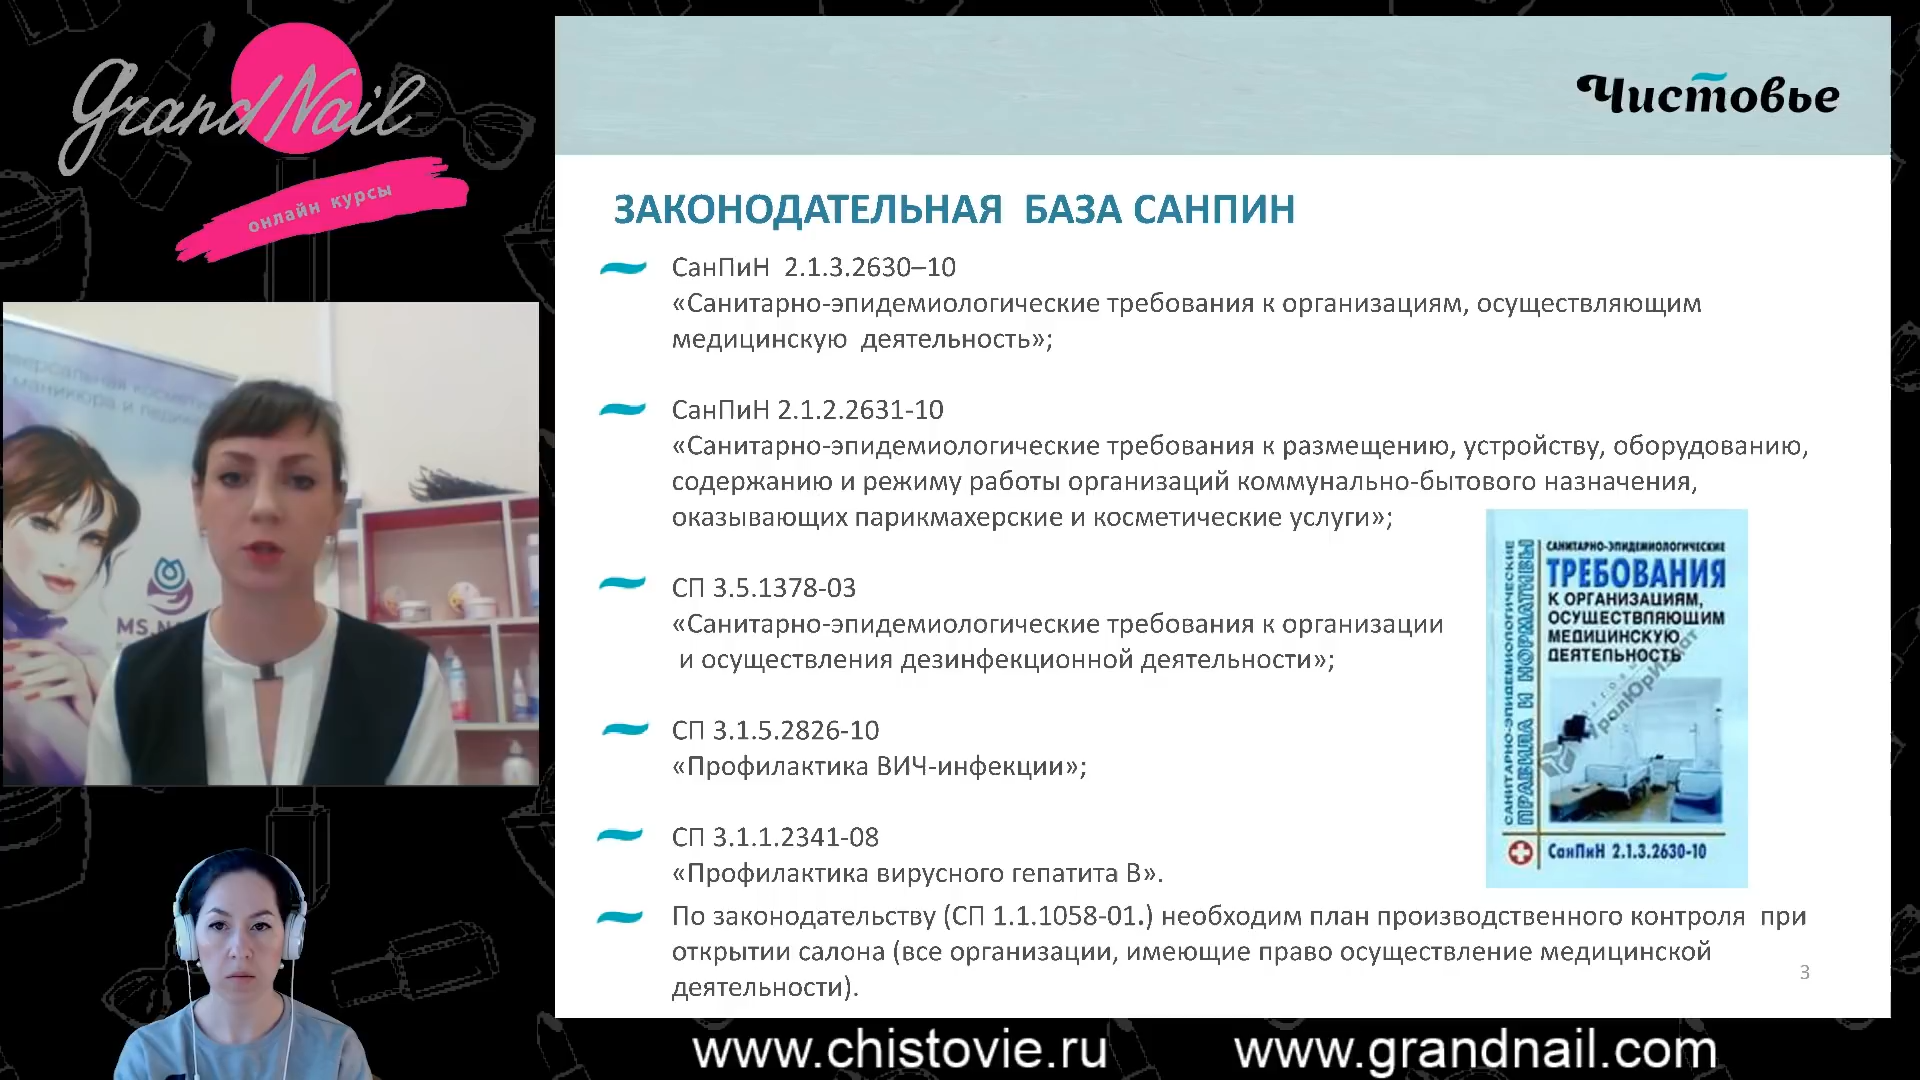 Grand Nail
онлайн курсы
Чистовье
ЗАКОНОДАТЕЛЬНАЯ БАЗА САНПИН
СанПиН 2.1.3.2630–10
«Санитарно-эпидемиологические требования к организациям, осуществляющим
медицинскую деятельность»;
СанПиН 2.1.2.2631-10
«Санитарно-эпидемиологические требования к размещению, устройству, оборудованию,
содержанию и режиму работы организаций коммунально-бытового назначения,
оказывающих парикмахерские и косметические услуги»;
СП 3.5.1378-03
«Санитарно-эпидемиологические требования к организации
и осуществления дезинфекционной деятельности»;
СП 3.1.5.2826-10
«Профилактика ВИЧ-инфекции»;
СП 3.1.1.2341-08
«Профилактика вирусного гепатита В».
По законодательству (СП 1.1.1058-01.) необходим план производственного контроля при
открытии салона (все организации, имеющие право осуществление медицинской
деятельности).
3
САНИТАРНО-ЭПИДЕМИОЛОГИЧЕСКИЕ
ПРАВИЛА И НОРМАТИВЫ
САНИТАРНО-ЭПИДЕМИОЛОГИЧЕСКИЕ
ТРЕБОВАНИЯ
К ОРГАНИЗАЦИЯМ,
ОСУЩЕСТВЛЯЮЩИМ
МЕДИЦИНСКУЮ
ДЕЯТЕЛЬНОСТЬ
СанПиН 2.1.3.2630-10
маникюра и
MS.
www.chistovie.ru
www.grandnail.com